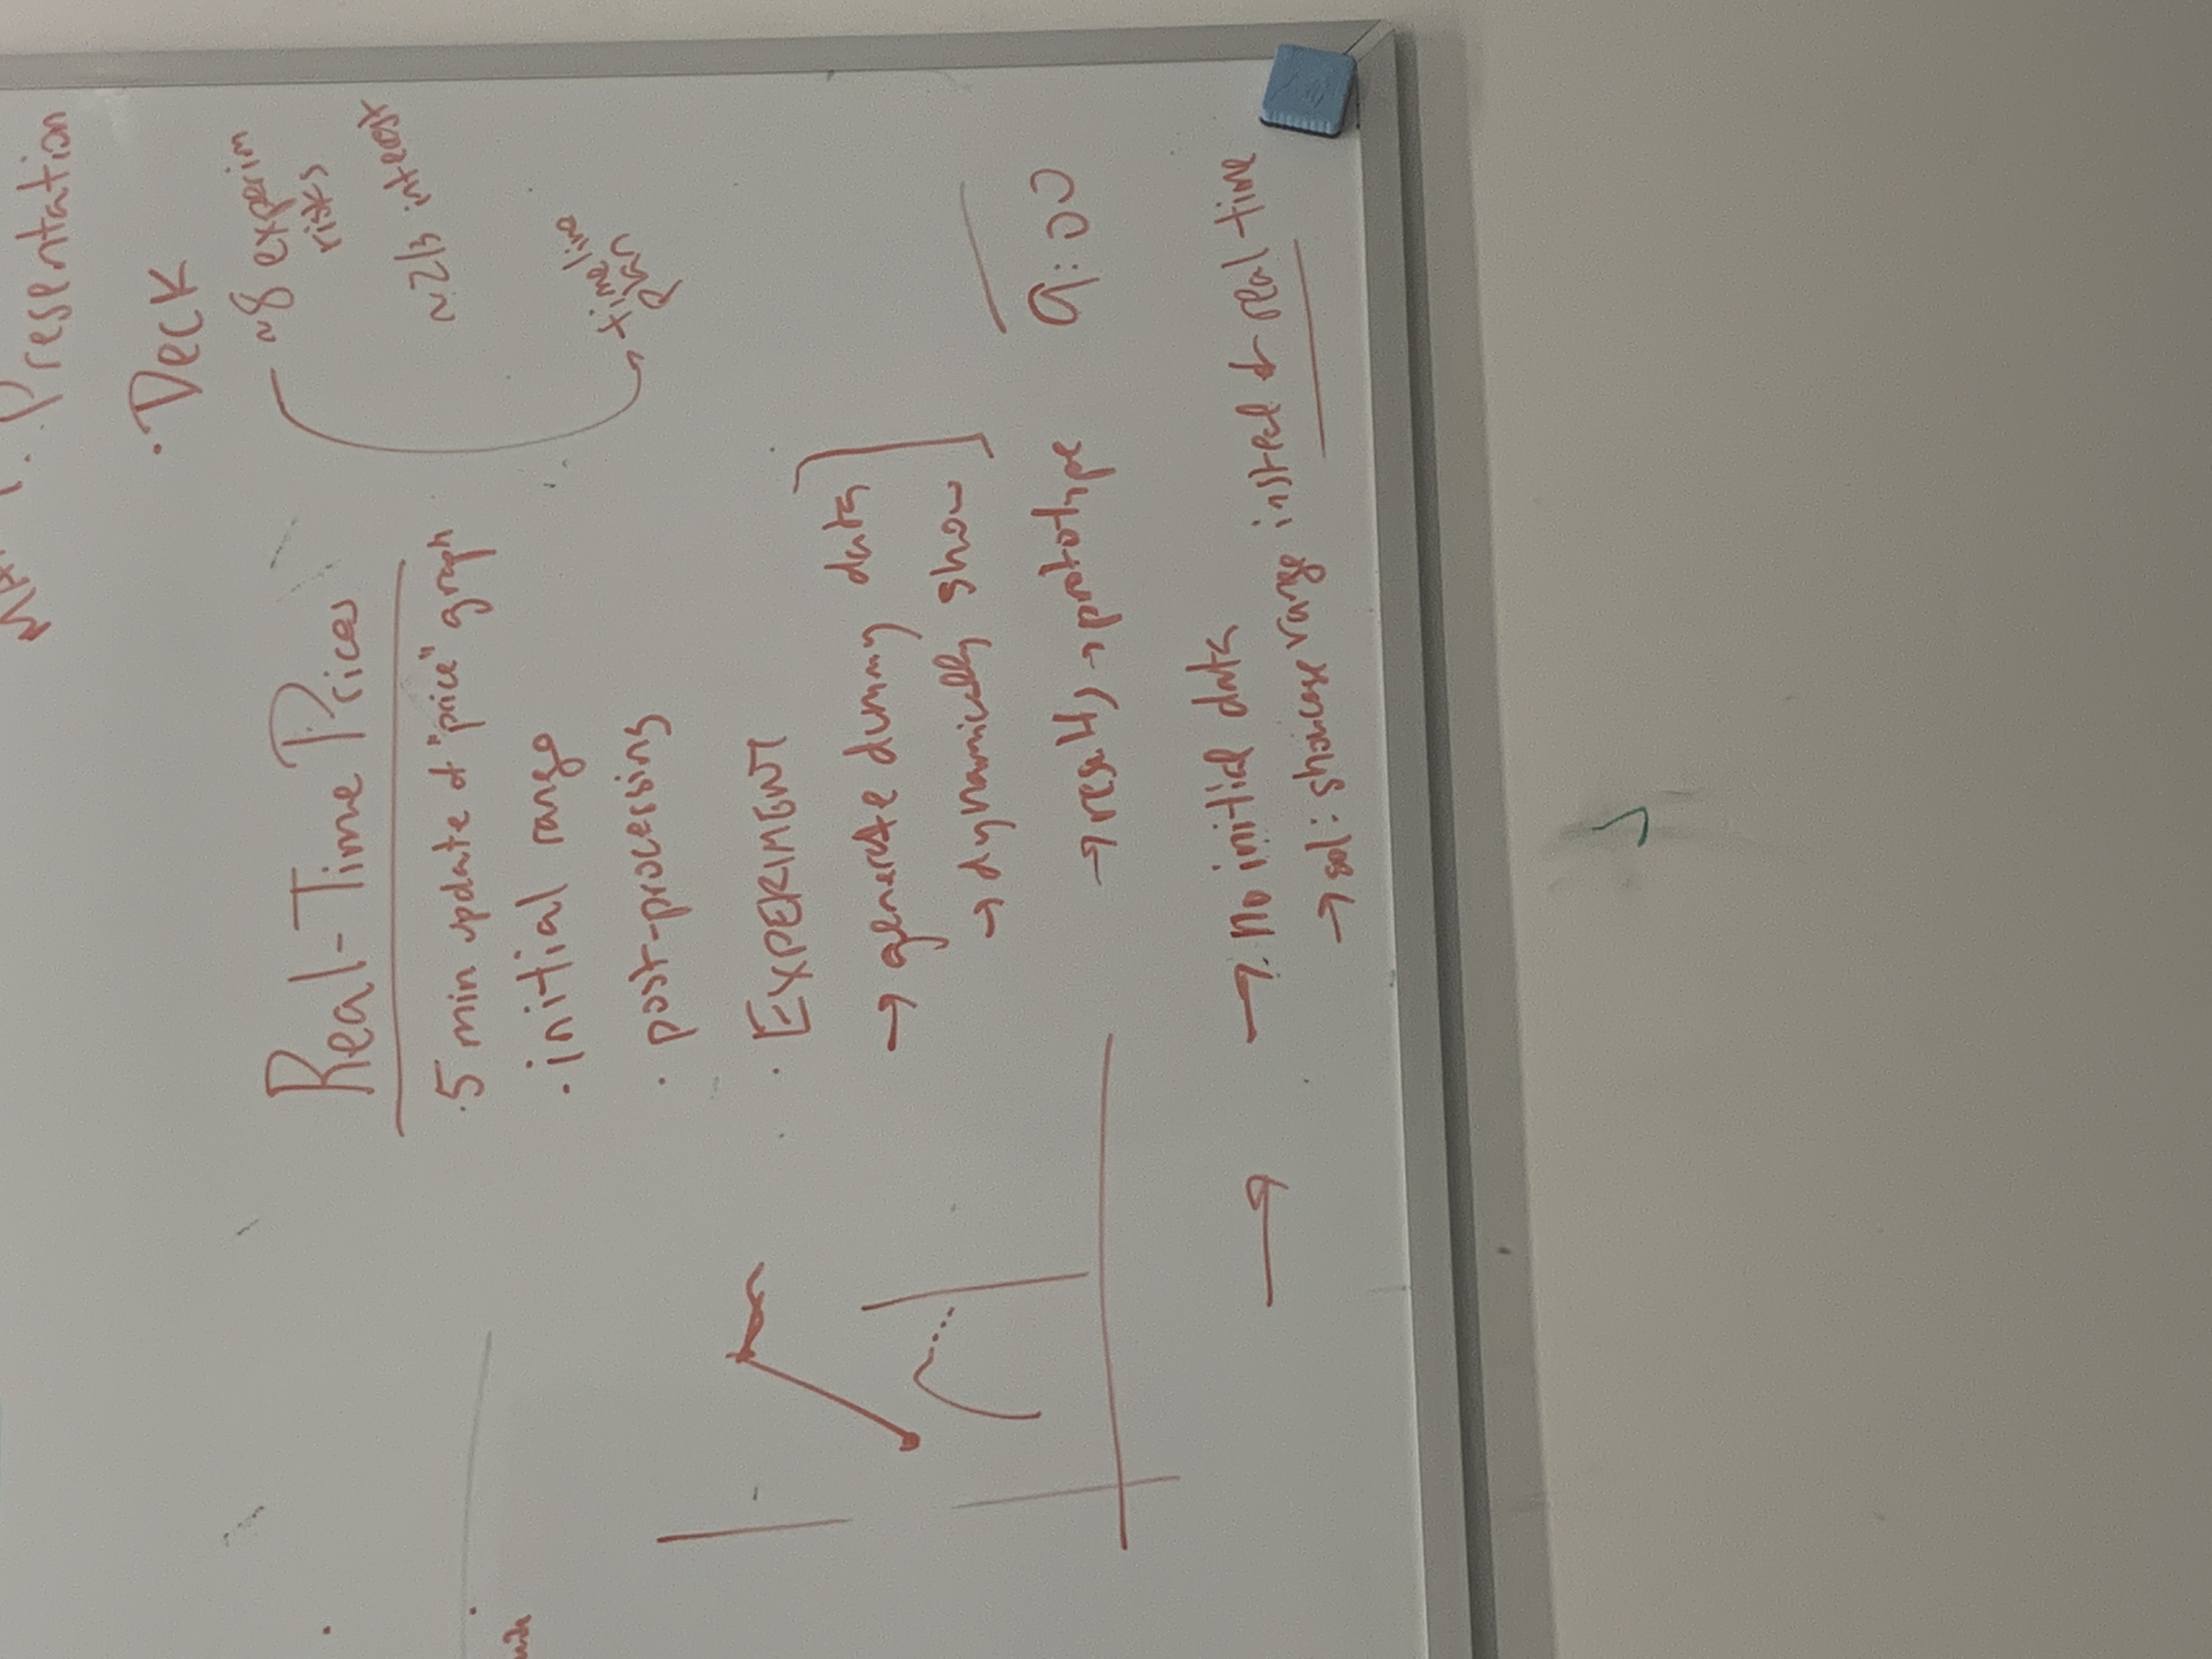 Presentation
· Deck
~8 experim
risks
~2/3 interest
timeline
plan
Real-Time Prices
· 5 min update of "price" graph
· initial range
· post-processing
· EXPERIMENT
→ generate dummy data
→ dynamically show
→ results → prototype
9:00
→ no initial data
→ sol: showcase range instead of real time